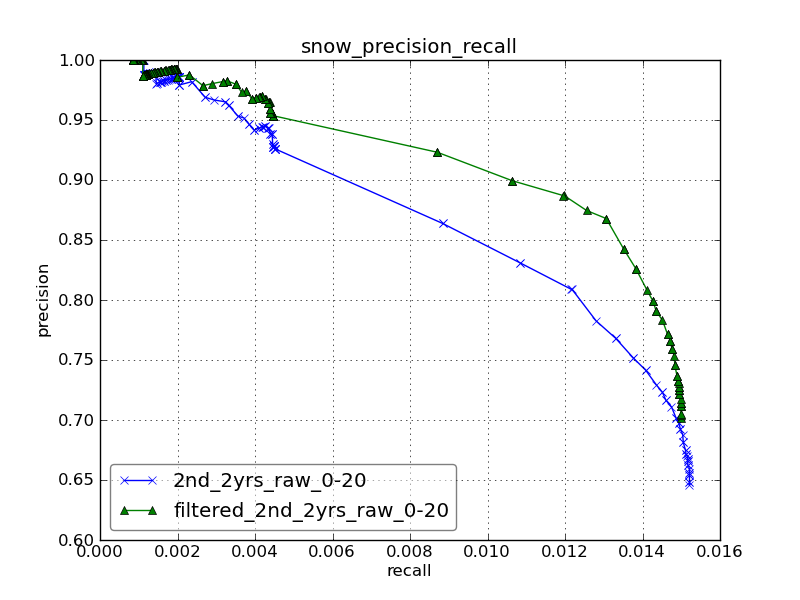 snow_precision_recall
1.00
0.95
0.90
0.85
0.80
0.75
0.70
0.65
0.60
precision
2nd_2yrs_raw_0-20
filtered_2nd_2yrs_raw_0-20
0.000 0.002 0.004 0.006 0.008 0.010 0.012 0.014 0.016
recall